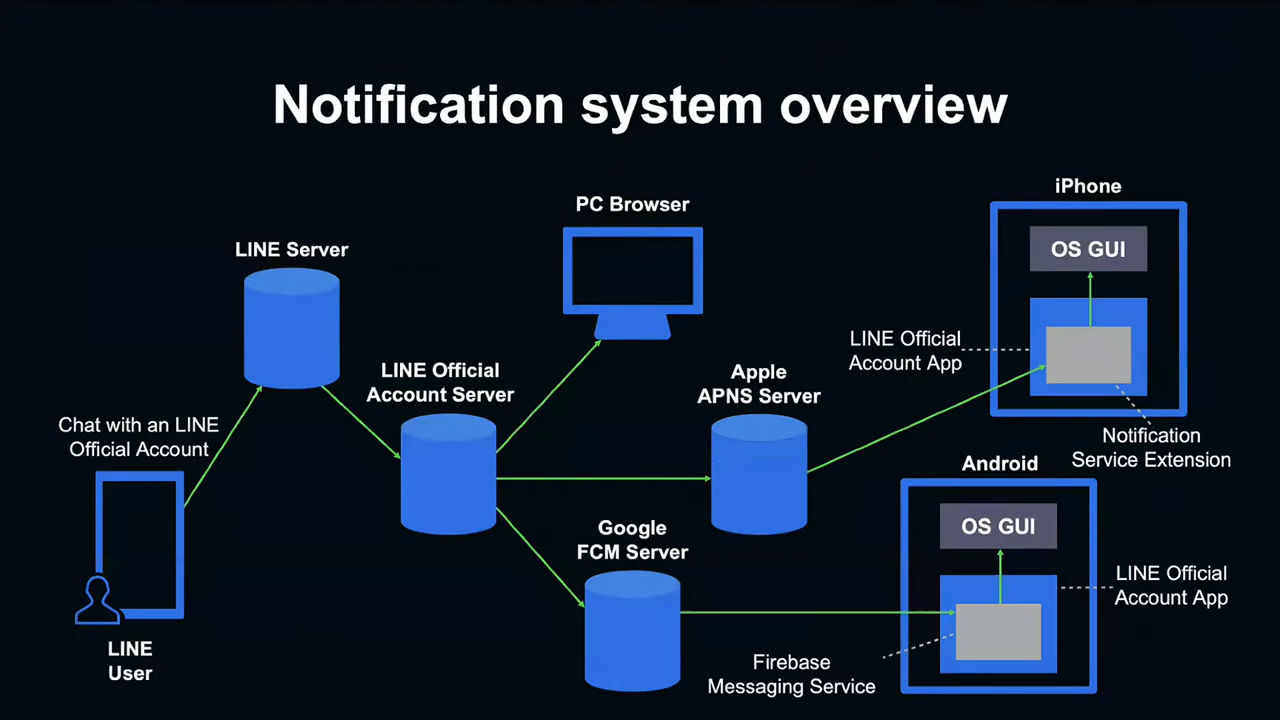 Notification system overview
iPhone
PC Browser
LINE Server
OS GUI
LINE Official
Account App
LINE Official
Account Server
Apple
APNS Server
Chat with an LINE
Official Account
Notification
Service Extension
Android
Google
FCM Server
OS GUI
LINE Official
Account App
LINE
User
Firebase
Messaging Service